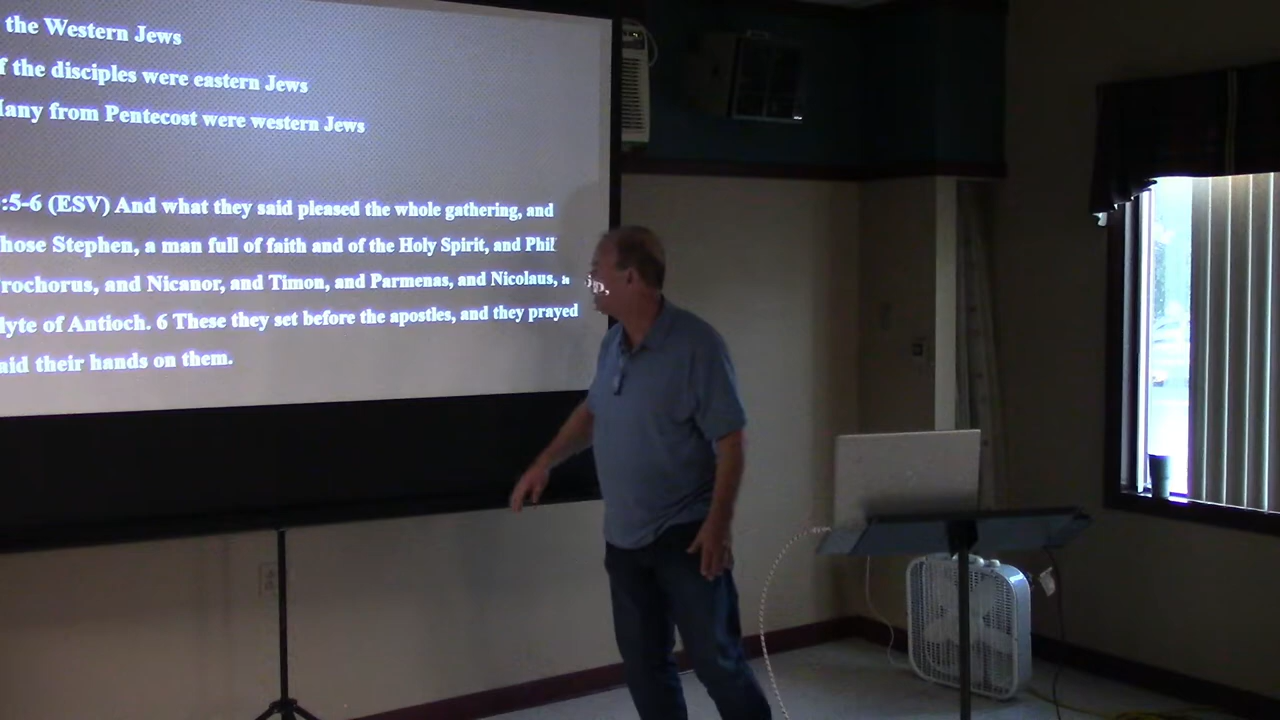 the Western Jews
f the disciples were eastern Jews
any from Pentecost were western Jews
:5-6 (ESV) And what they said pleased the whole gathering, and
hose Stephen, a man full of faith and of the Holy Spirit, and Phil
rochorus, and Nicanor, and Timon, and Parmenas, and Nicolaus, a
lyte of Antioch. 6 These they set before the apostles, and they prayed
aid their hands on them.